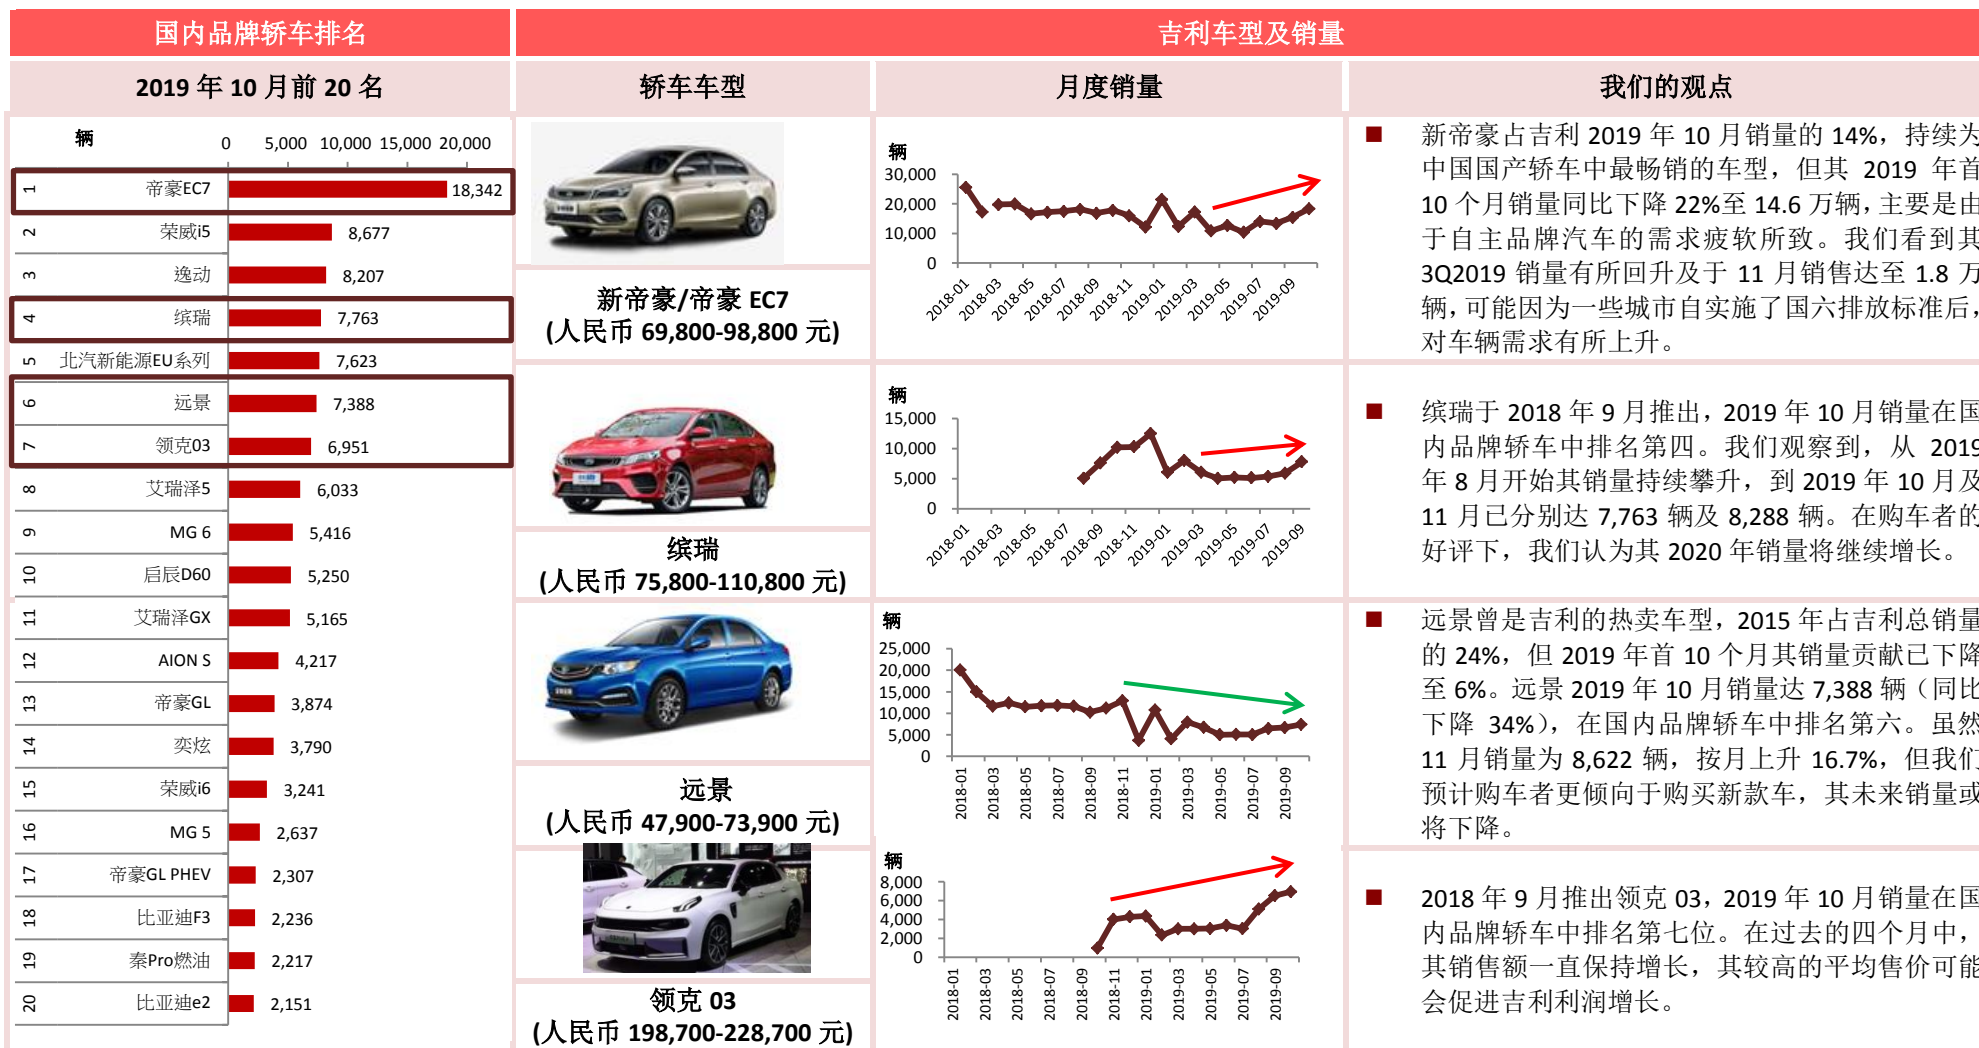 国内品牌轿车排名
吉利车型及销量
2019 年 10 月前 20 名
轿车车型
月度销量
我们的观点
辆
0 5,000 10,000 15,000 20,000
1 帝豪EC7 18,342
2 荣威i5 8,677
3 逸动 8,207
4 缤瑞 7,763
5 北汽新能源EU系列 7,623
6 远景 7,388
7 领克03 6,951
8 艾瑞泽5 6,033
9 MG 6 5,416
10 启辰D60 5,250
11 艾瑞泽GX 5,165
12 AION S 4,217
13 帝豪GL 3,874
14 奕炫 3,790
15 荣威i6 3,241
16 MG 5 2,637
17 帝豪GL PHEV 2,307
18 比亚迪F3 2,236
19 秦Pro燃油 2,217
20 比亚迪e2 2,151
新帝豪/帝豪 EC7
(人民币 69,800-98,800 元)
辆
30,000
20,000
10,000
0
2018-01 2018-03 2018-05 2018-07 2018-09 2018-11 2019-01 2019-03 2019-05 2019-07 2019-09
■ 新帝豪占吉利 2019 年 10 月销量的 14%，持续为
中国国产轿车中最畅销的车型，但其 2019 年首
10 个月销量同比下降 22%至 14.6 万辆，主要是由
于自主品牌汽车的需求疲软所致。我们看到其
3Q2019 销量有所回升及于 11 月销售达至 1.8 万
辆，可能因为一些城市自实施了国六排放标准后，
对车辆需求有所上升。
缤瑞
(人民币 75,800-110,800 元)
辆
15,000
10,000
5,000
0
2018-01 2018-03 2018-05 2018-07 2018-09 2018-11 2019-01 2019-03 2019-05 2019-07 2019-09
■ 缤瑞于 2018 年 9 月推出，2019 年 10 月销量在国
内品牌轿车中排名第四。我们观察到，从 2019
年 8 月开始其销量持续攀升，到 2019 年 10 月及
11 月已分别达 7,763 辆及 8,288 辆。在购车者的
好评下，我们认为其 2020 年销量将继续增长。
远景
(人民币 47,900-73,900 元)
辆
25,000
20,000
15,000
10,000
5,000
0
2018-01 2018-03 2018-05 2018-07 2018-09 2018-11 2019-01 2019-03 2019-05 2019-07 2019-09
■ 远景曾是吉利的热卖车型，2015 年占吉利总销量
的 24%，但 2019 年首 10 个月其销量贡献已下降
至 6%。远景 2019 年 10 月销量达 7,388 辆（同比
下降 34%），在国内品牌轿车中排名第六。虽然
11 月销量为 8,622 辆，按月上升 16.7%，但我们
预计购车者更倾向于购买新款车，其未来销量或
将下降。
领克 03
(人民币 198,700-228,700 元)
辆
8,000
6,000
4,000
2,000
0
2018-01 2018-03 2018-05 2018-07 2018-09 2018-11 2019-01 2019-03 2019-05 2019-07 2019-09
■ 2018 年 9 月推出领克 03，2019 年 10 月销量在国
内品牌轿车中排名第七位。在过去的四个月中，
其销售额一直保持增长，其较高的平均售价可能
会促进吉利利润增长。